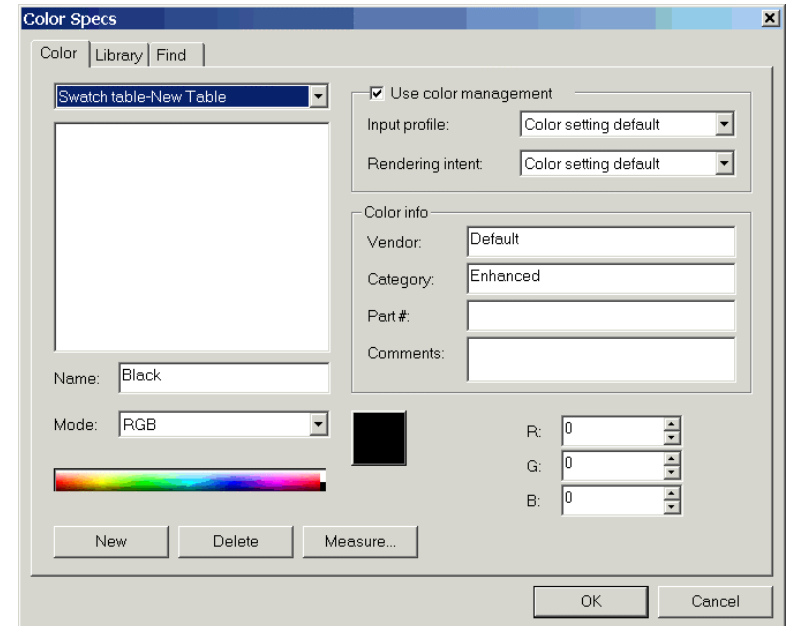 Color Specs
Color Library Find
Swatch table-New Table
Use color management
Input profile: Color setting default
Rendering intent: Color setting default
Color info
Vendor: Default
Category: Enhanced
Part #:
Comments:
Name: Black
Mode: RGB
R: 0
G: 0
B: 0
New Delete Measure...
OK Cancel